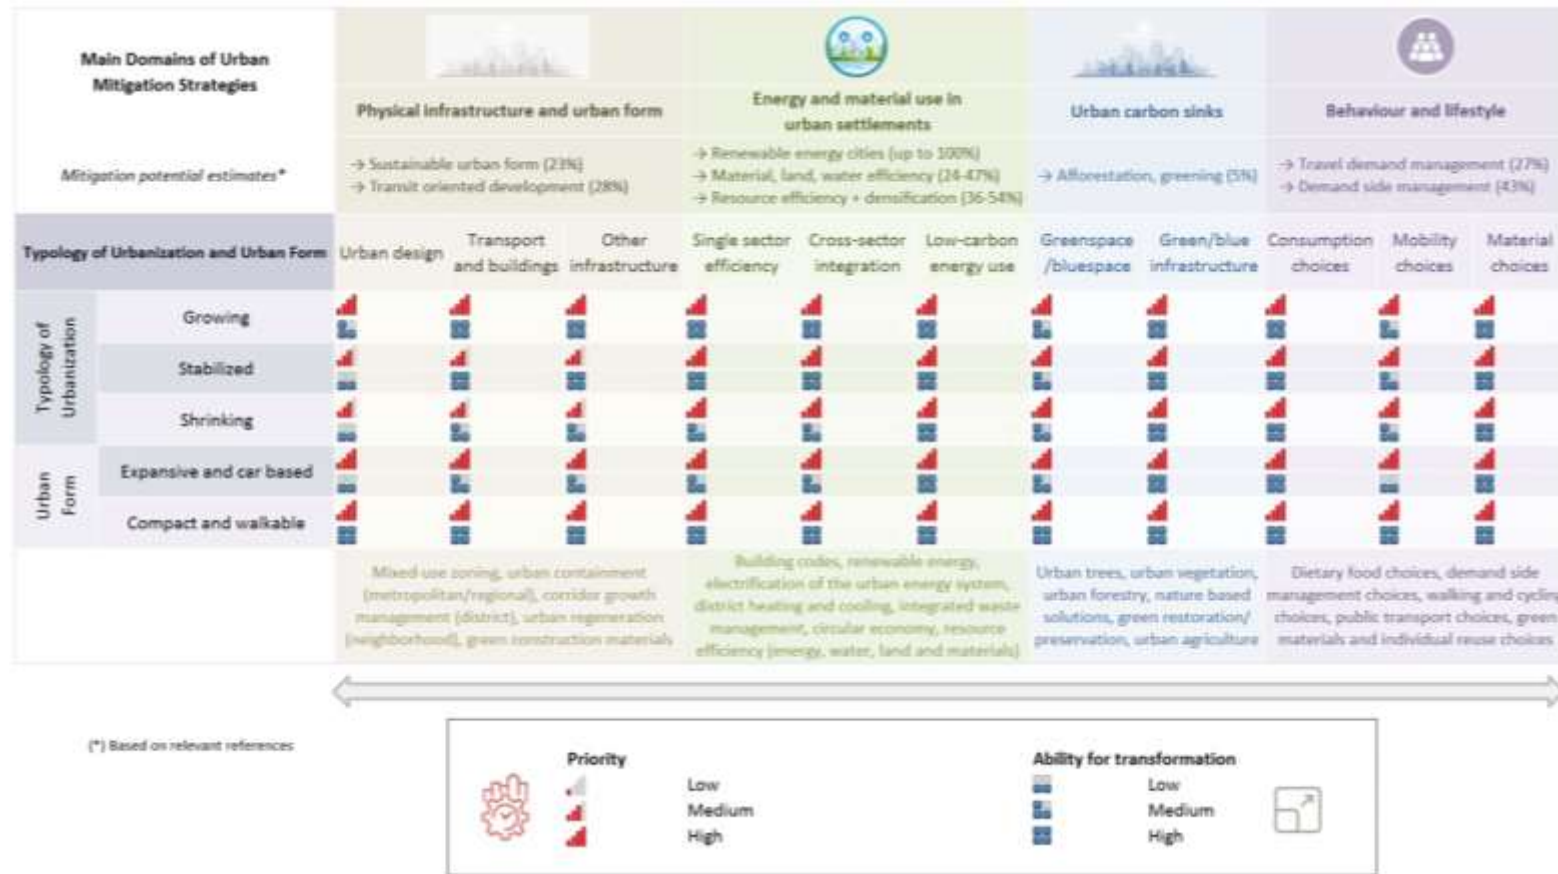 Main Domains of Urban
Mitigation Strategies
Physical infrastructure and urban form
Energy and material use in
urban settlements
Urban carbon sinks
Behaviour and lifestyle
Mitigation potential estimates*
→ Sustainable urban form (23%)
→ Transit oriented development (28%)
→ Renewable energy cities (up to 100%)
→ Material, land, water efficiency (24-47%)
→ Resource efficiency + densification (36-54%)
→ Afforestation, greening (5%)
→ Travel demand management (27%)
→ Demand side management (43%)
Typology of Urbanization and Urban Form
Urban design
Transport
and buildings
Other
infrastructure
Single sector
efficiency
Cross-sector
integration
Low-carbon
energy use
Greenspace
/bluespace
Green/blue
infrastructure
Consumption
choices
Mobility
choices
Material
choices
Typology of
Urbanization
Growing
Stabilized
Shrinking
Urban
Form
Expansive and car based
Compact and walkable
Mixed use zoning, urban containment
(metropolitan/regional), corridor growth
management (district), urban regeneration
(neighborhood), green construction materials
Building codes, renewable energy,
electrification of the urban energy system,
district heating and cooling, integrated waste
management, circular economy, resource
efficiency (energy, water, land and materials)
Urban trees, urban vegetation,
urban forestry, nature based
solutions, green restoration/
preservation, urban agriculture
Dietary food choices, demand side
management choices, walking and cycling
choices, public transport choices, green
materials and individual reuse choices
(*) Based on relevant references
Priority
Low
Medium
High
Ability for transformation
Low
Medium
High